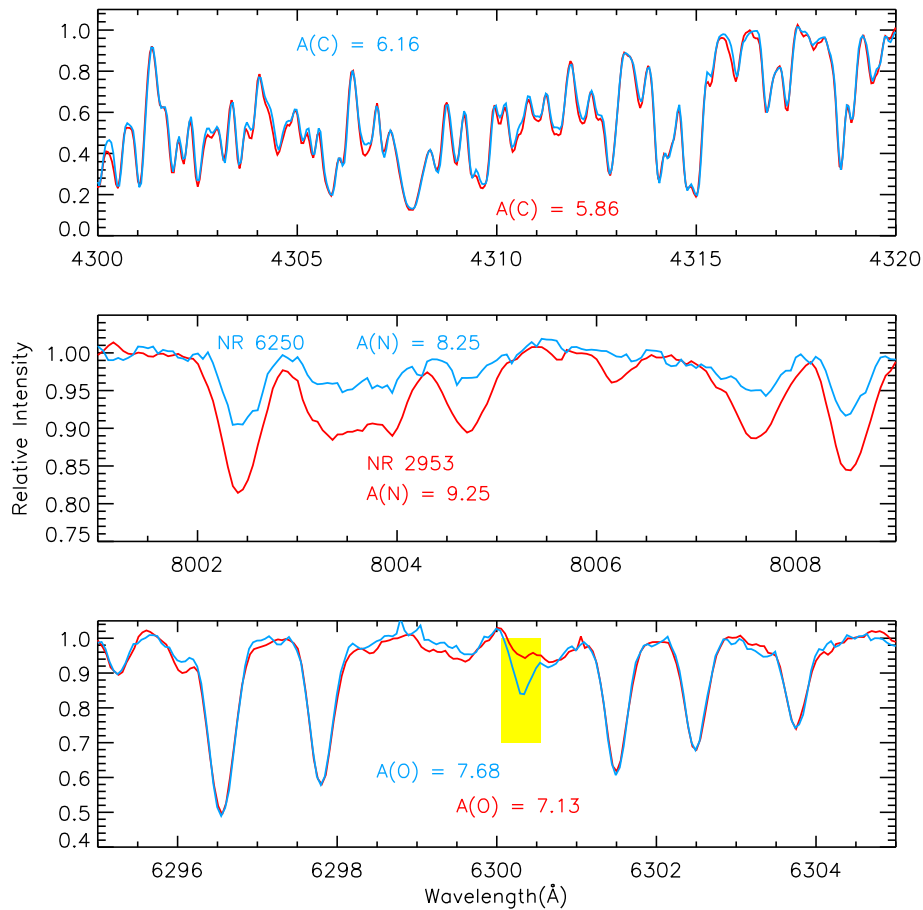 1.0
A(C) = 6.16
0.8
0.6
0.4
0.2
A(C) = 5.86
0.0
4300 4305 4310 4315 4320
Relative Intensity
NR 6250 A(N) = 8.25
1.00
0.95
0.90
NR 2953
0.85
A(N) = 9.25
0.80
0.75
8002 8004 8006 8008
1.0
0.9
0.8
0.7
A(O) = 7.68
0.6
A(O) = 7.13
0.5
0.4
6296 6298 6300 6302 6304
Wavelength(Å)